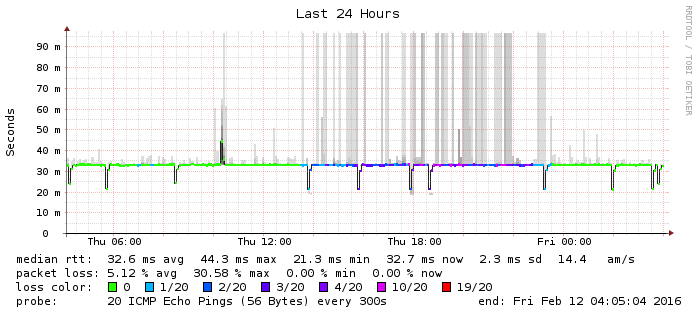 Last 24 Hours
RRDTOOL / TOBI OETIKER
Seconds
90 m
80 m
70 m
60 m
50 m
40 m
30 m
20 m
10 m
0
Thu 06:00 Thu 12:00 Thu 18:00 Fri 00:00
median rtt: 32.6 ms avg 44.3 ms max 21.3 ms min 32.7 ms now 2.3 ms sd 14.4 am/s
packet loss: 5.12 % avg 30.58 % max 0.00 % min 0.00 % now
loss color: 0 1/20 2/20 3/20 4/20 10/20 19/20
probe: 20 ICMP Echo Pings (56 Bytes) every 300s end: Fri Feb 12 04:05:04 2016